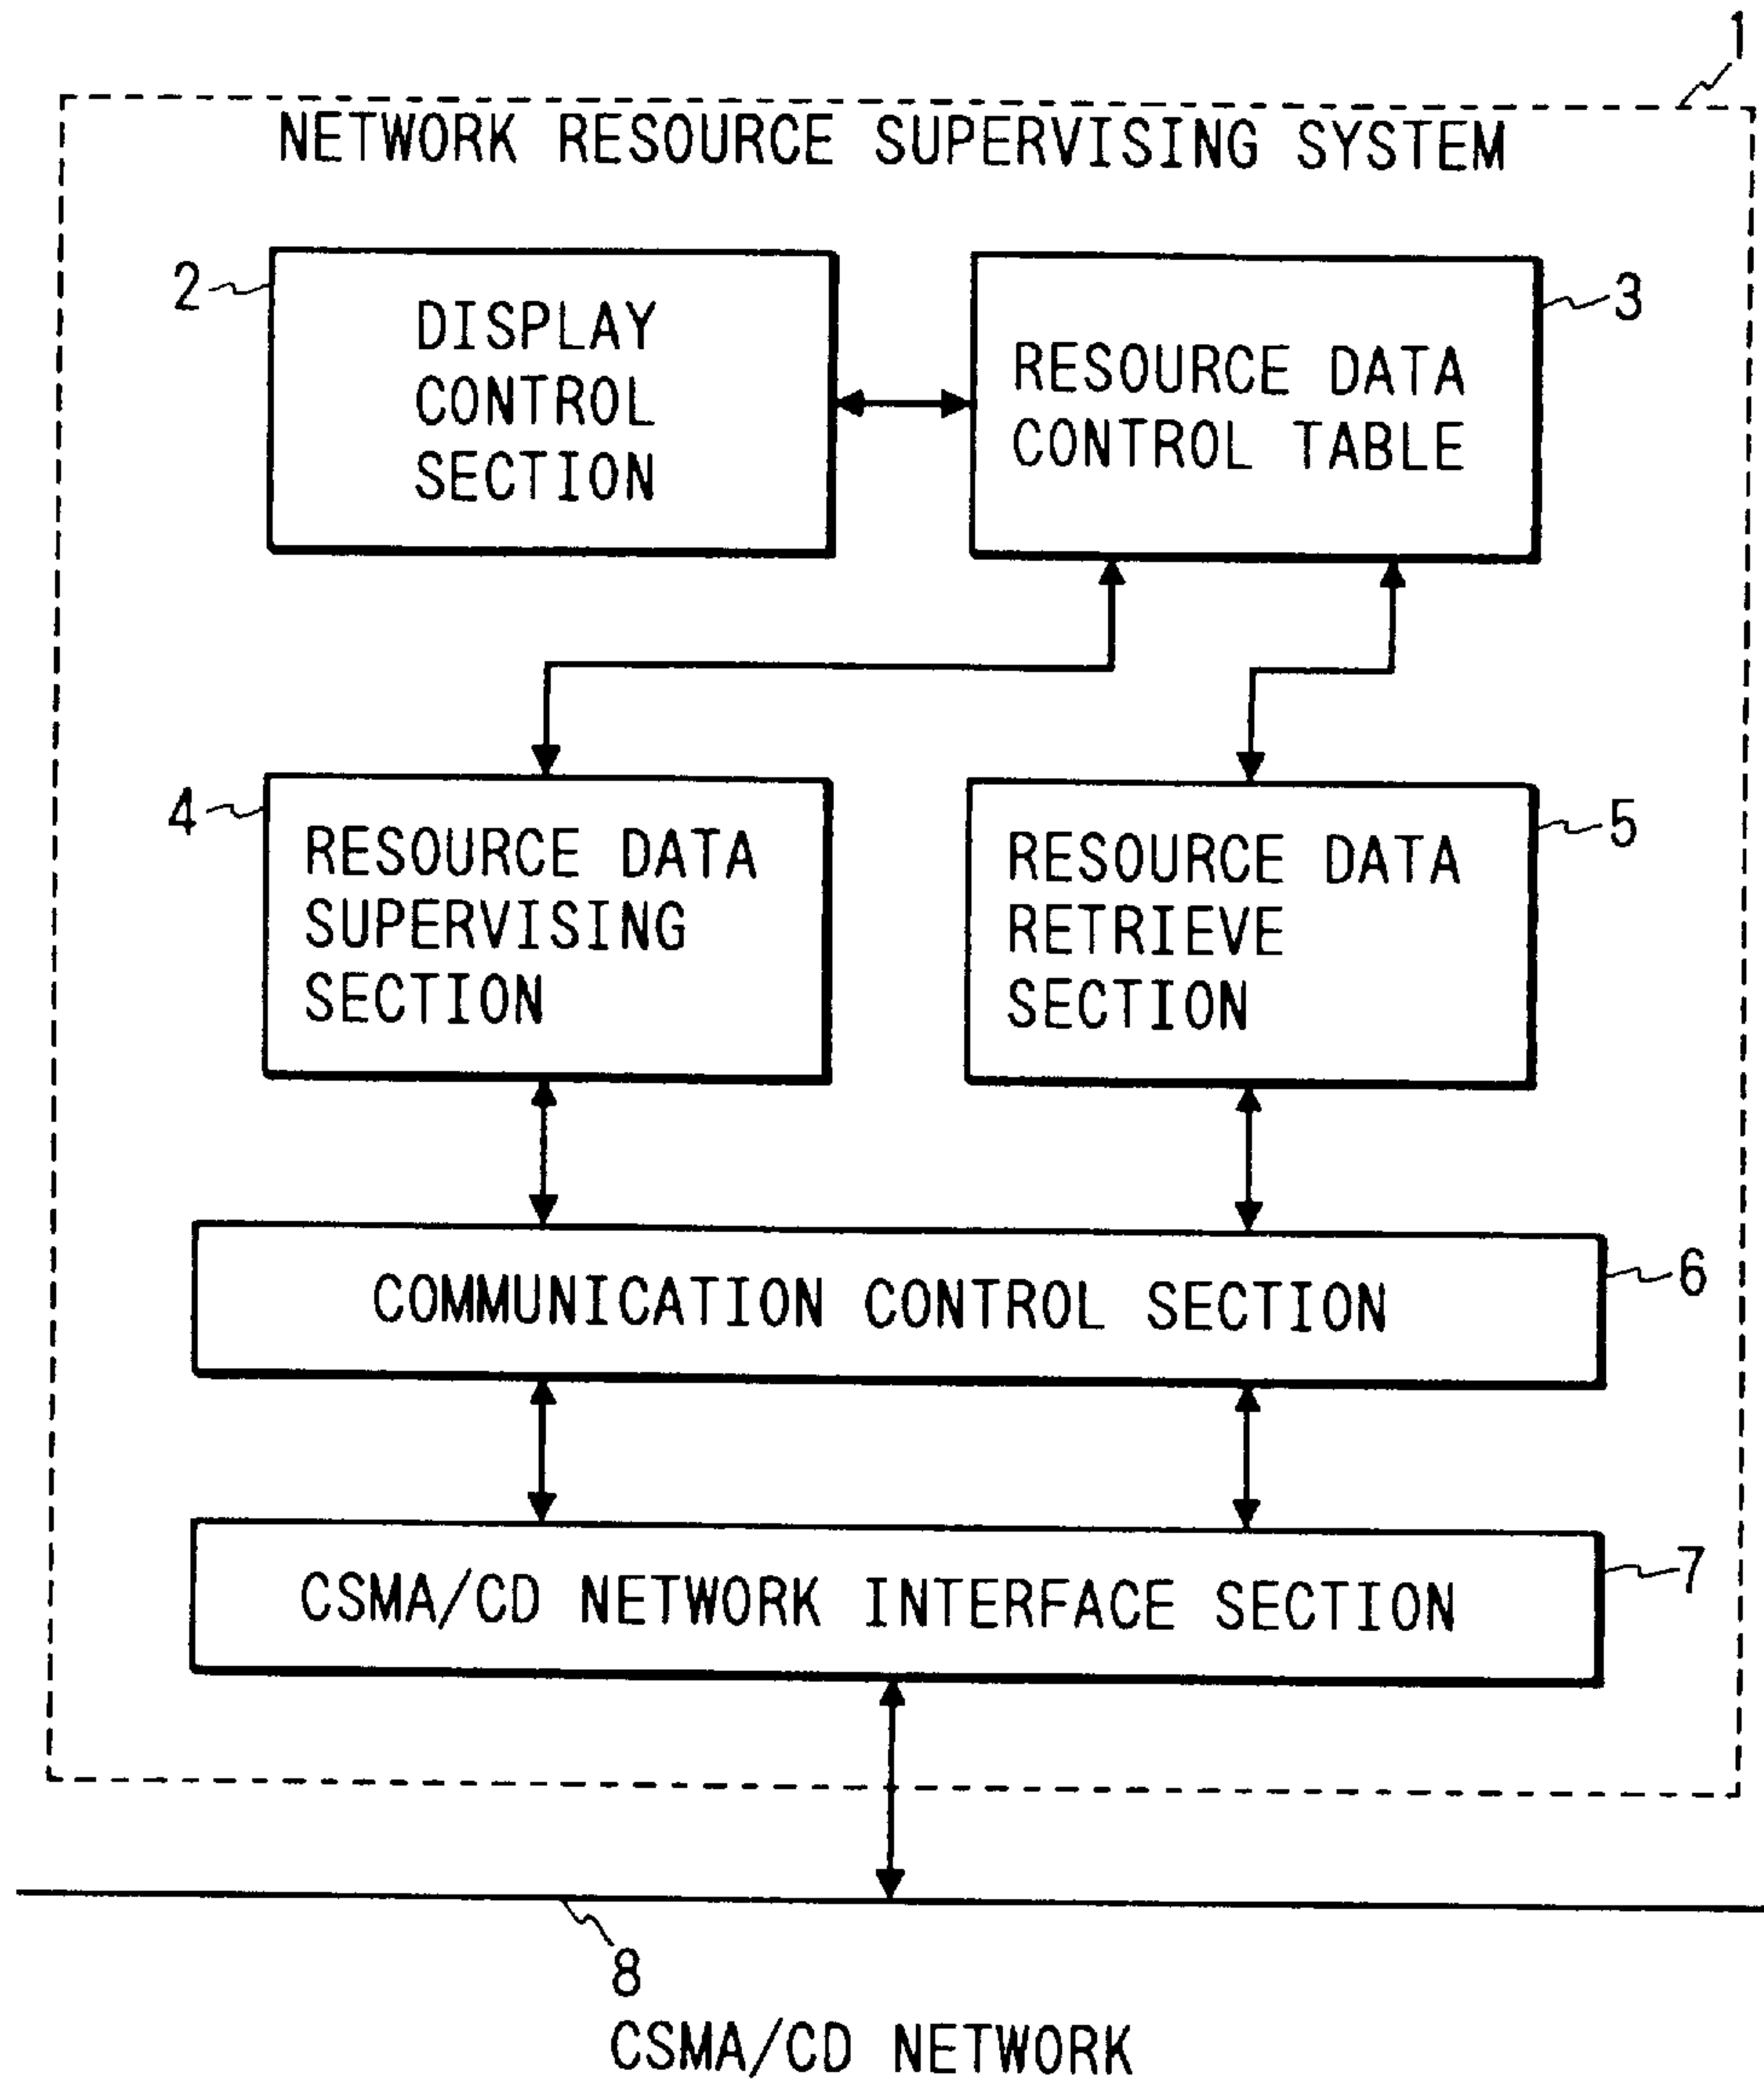 1
NETWORK RESOURCE SUPERVISING SYSTEM
2
DISPLAY
CONTROL
SECTION
3
RESOURCE DATA
CONTROL TABLE
4
RESOURCE DATA
SUPERVISING
SECTION
5
RESOURCE DATA
RETRIEVE
SECTION
COMMUNICATION CONTROL SECTION
6
CSMA/CD NETWORK INTERFACE SECTION
7
8
CSMA/CD NETWORK